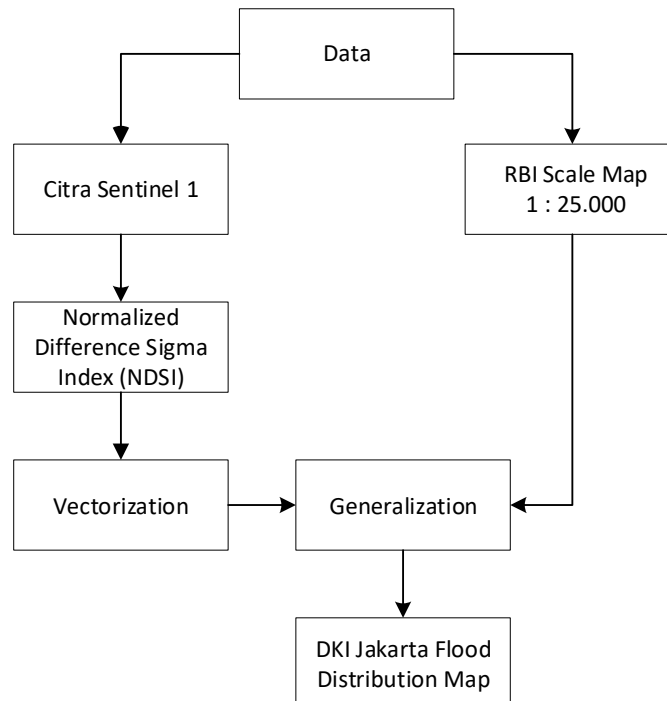 Data
Citra Sentinel 1
RBI Scale Map
1 : 25.000
Normalized
Difference Sigma
Index (NDSI)
Vectorization
Generalization
DKI Jakarta Flood
Distribution Map